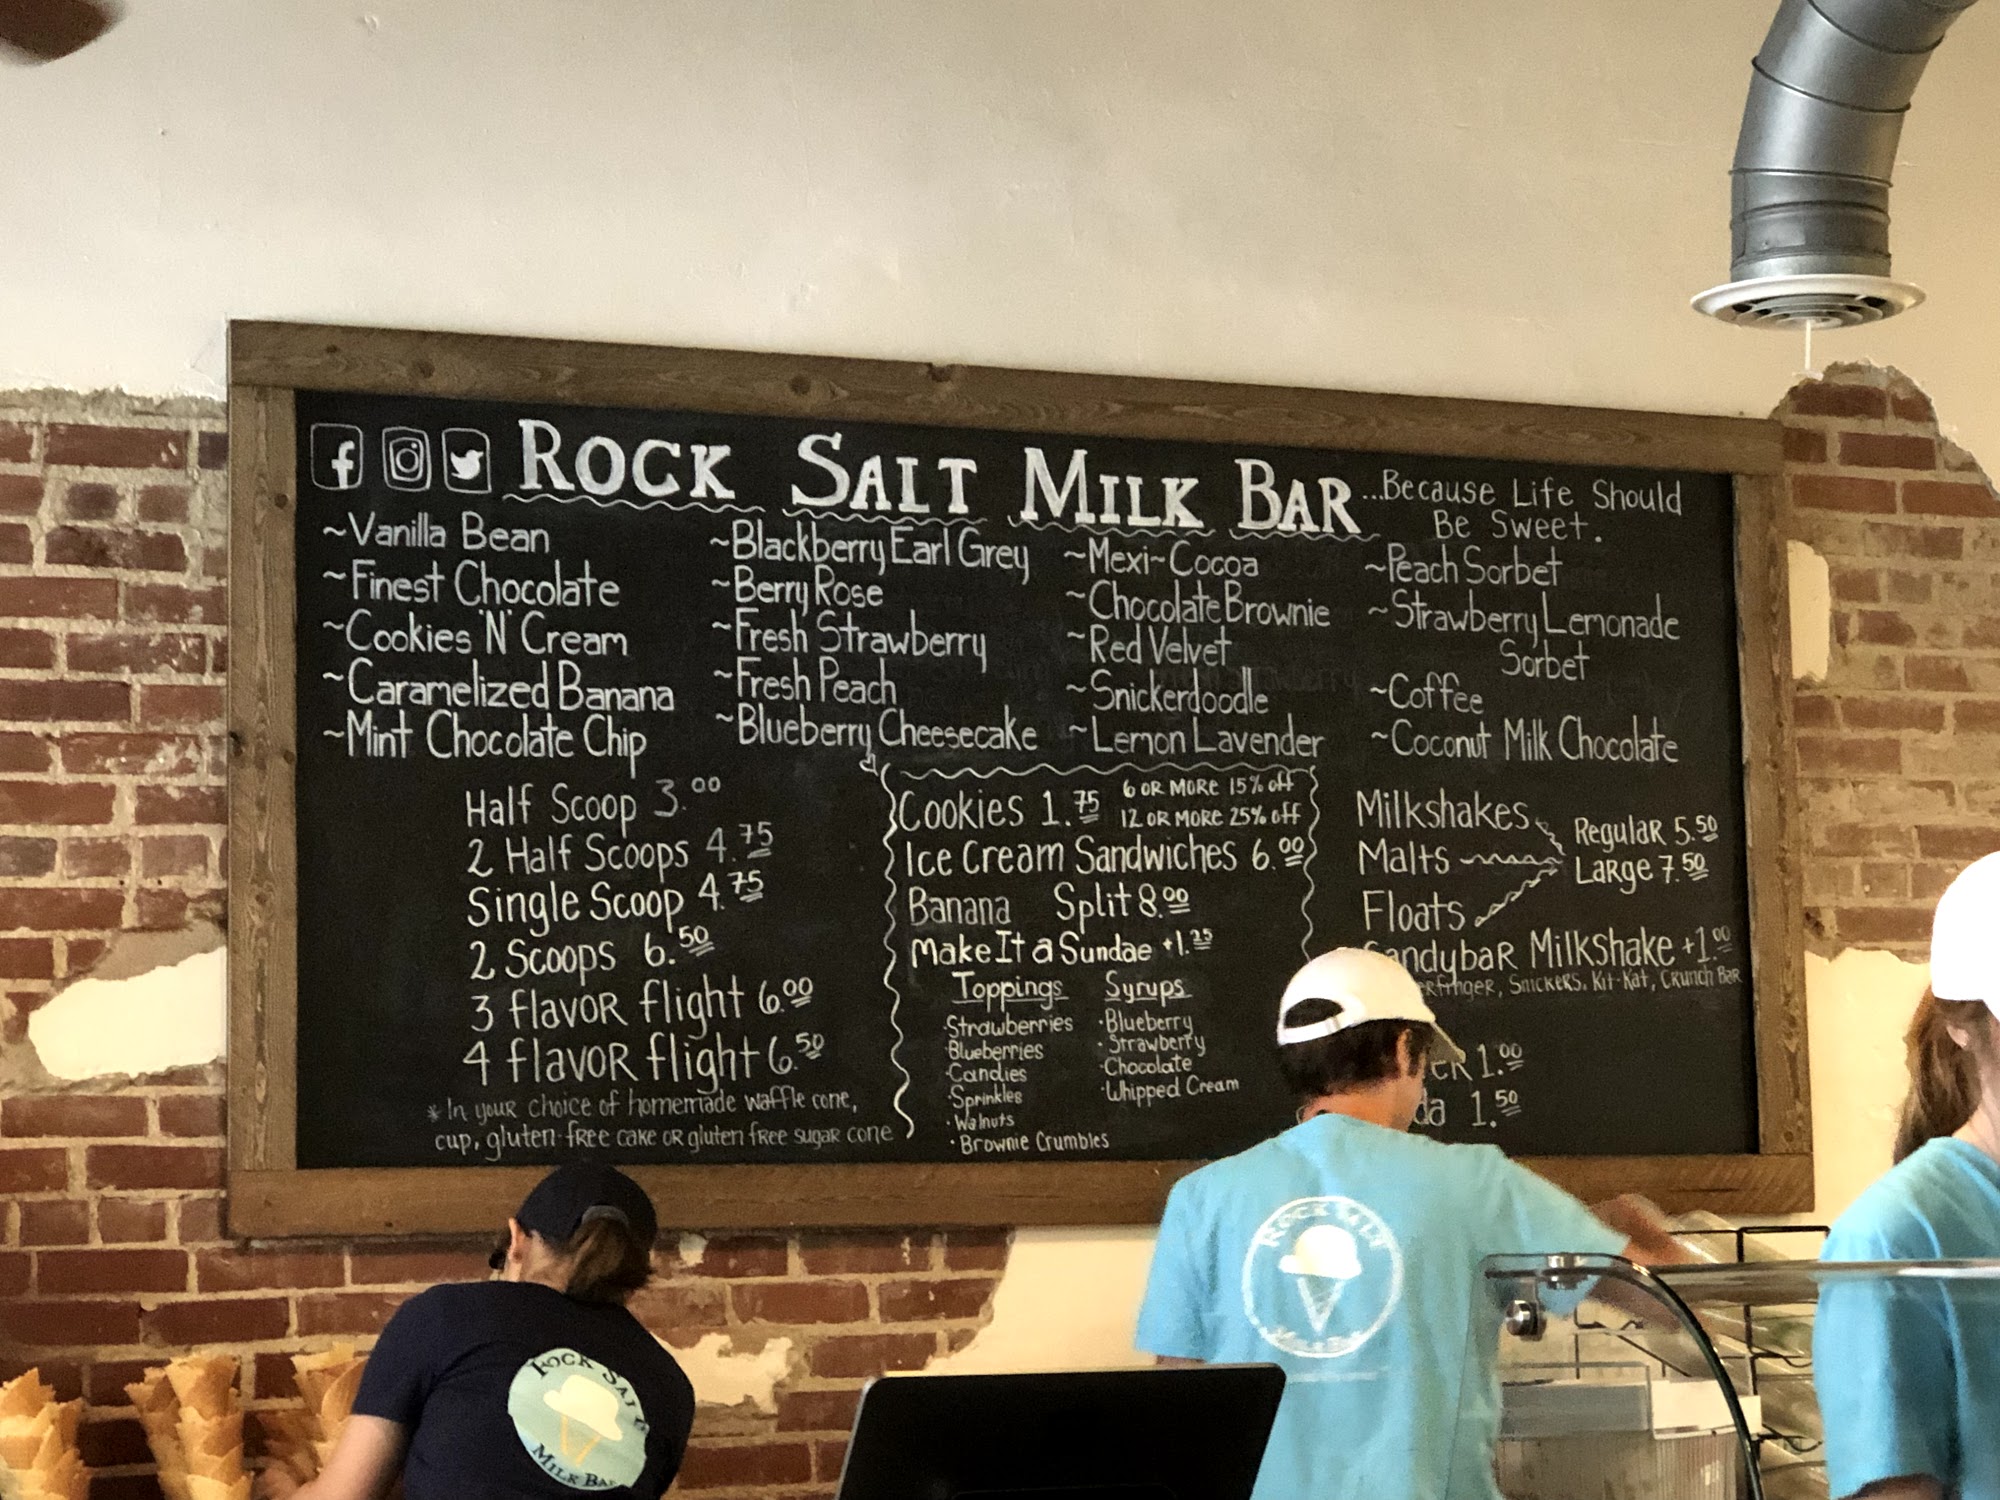 ROCK SALT MILK BAR
...Because Life Should
Be Sweet.
~Vanilla Bean
~Finest Chocolate
~Cookies 'N' Cream
~Caramelized Banana
~Mint Chocolate Chip
~Blackberry Earl Grey
~Berry Rose
~Fresh Strawberry
~Fresh Peach
~Blueberry Cheesecake
~Mexi-Cocoa
~Chocolate Brownie
~Red Velvet
~Snickerdoodle
~Lemon Lavender
~Peach Sorbet
~Strawberry Lemonade
Sorbet
~Coffee
~Coconut Milk Chocolate
Half Scoop 3.00
2 Half Scoops 4.75
Single Scoop 4.75
2 Scoops 6.50
3 flavor flight 6.00
4 flavor flight 6.50
*In your choice of homemade waffle cone,
cup, gluten-free cake or gluten free sugar cone
Cookies 1.75
6 or more 15% off
12 or more 25% off
Ice Cream Sandwiches 6.00
Banana Split 8.00
Make It a Sundae +1.25
Toppings
·Strawberries
·Blueberries
·Candies
·Sprinkles
·Walnuts
·Brownie Crumbles
Syrups
·Blueberry
·Strawberry
·Chocolate
·Whipped Cream
Milkshakes
Malts
Floats
Regular 5.50
Large 7.50
Milkshake +1.00
Snickers, Kit-Kat, Crunch Bar
1.00
1.50
ROCK SALT
MILK BAR
ROCK SALT
MILK BAR